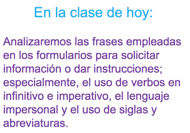 En la clase de hoy:
Analizaremos las frases empleadas
en los formularios para solicitar
información o dar instrucciones;
especialmente, el uso de verbos en
infinitivo e imperativo, el lenguaje
impersonal y el uso de siglas y
abreviaturas.